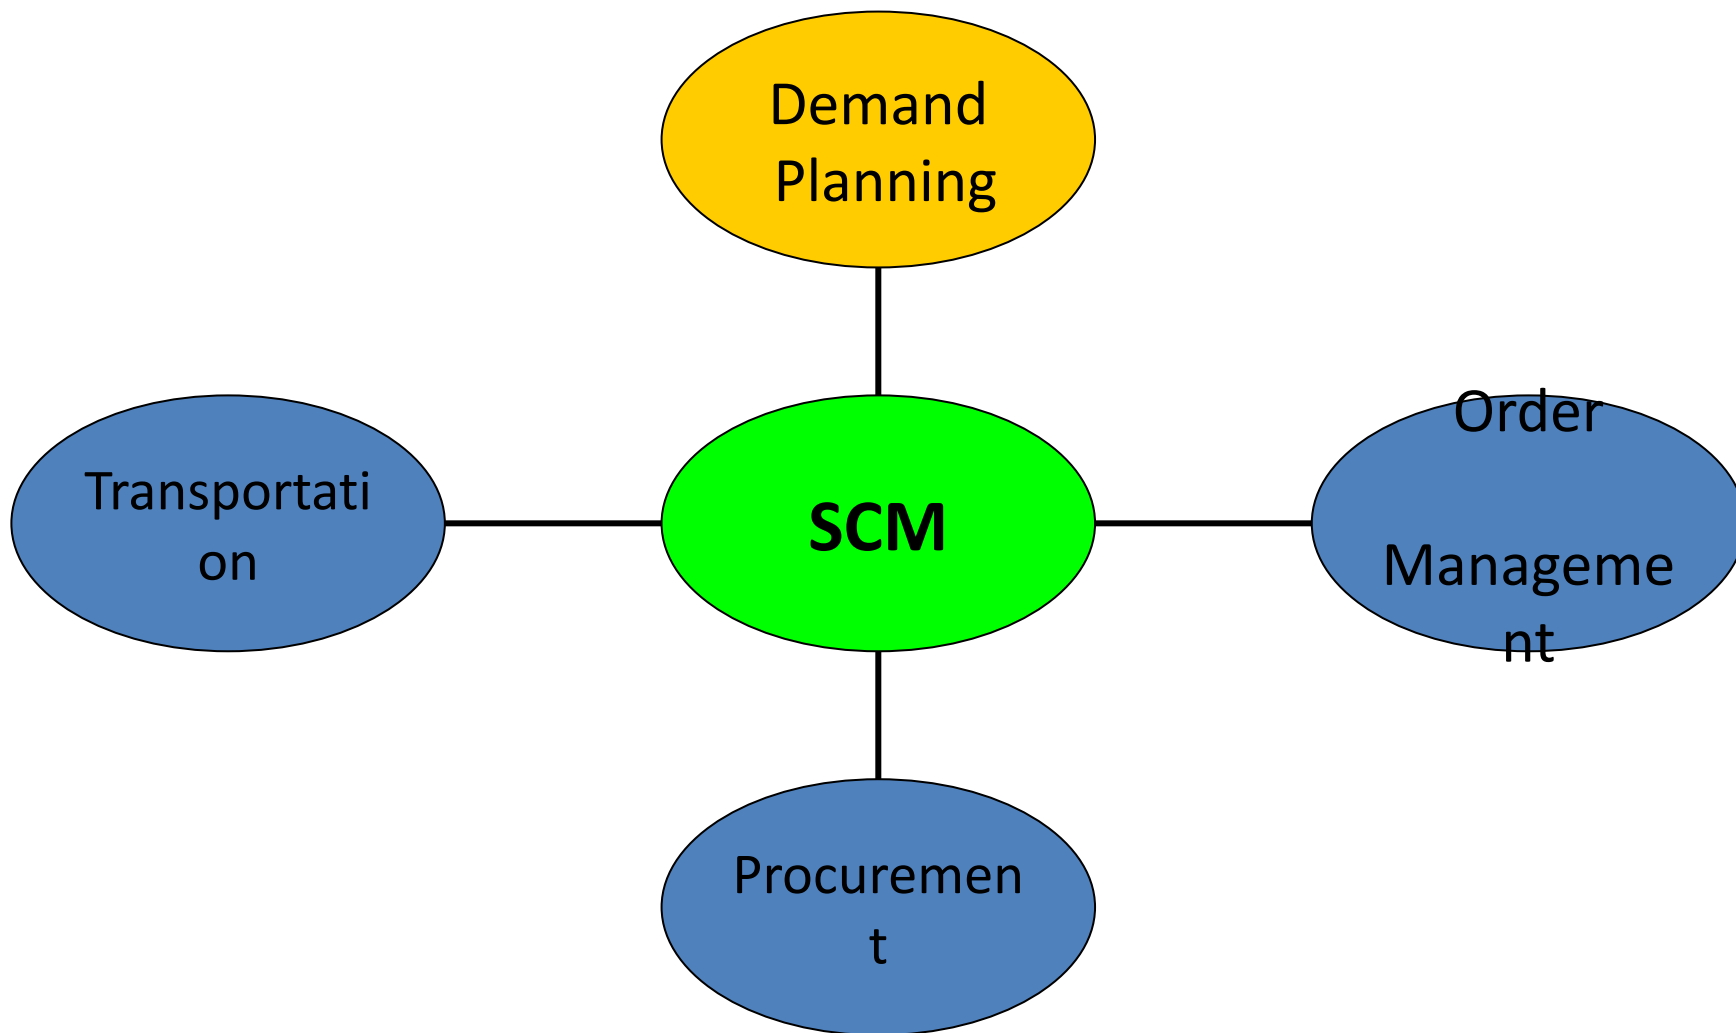 Demand
Planning
Transportati
on
SCM
Order
Manageme
nt
Procuremen
t